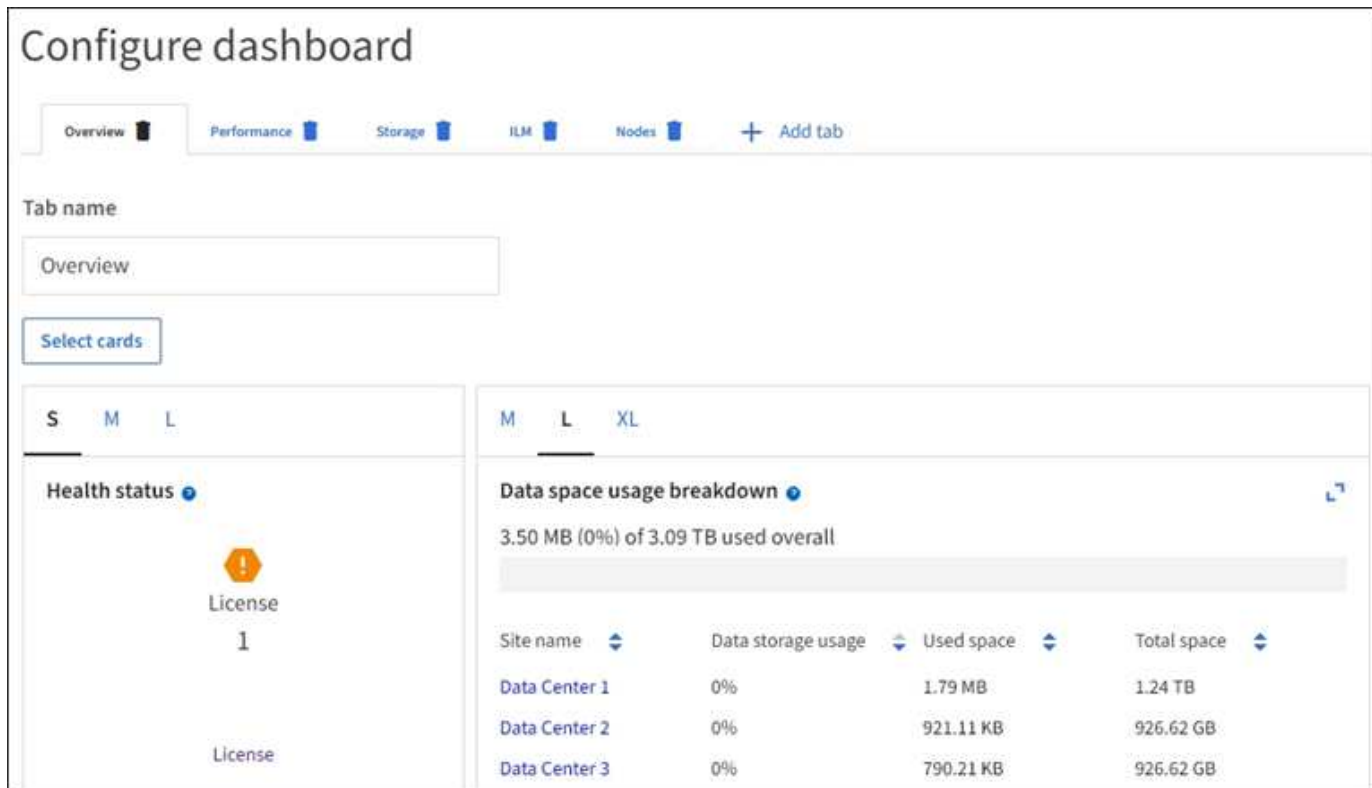 Configure dashboard
Overview Performance Storage ILM Nodes + Add tab
Tab name
Overview
Select cards
S M L
M L XL
Health status
License
1
License
Data space usage breakdown
3.50 MB (0%) of 3.09 TB used overall
Site name Data storage usage Used space Total space
Data Center 1 0% 1.79 MB 1.24 TB
Data Center 2 0% 921.11 KB 926.62 GB
Data Center 3 0% 790.21 KB 926.62 GB